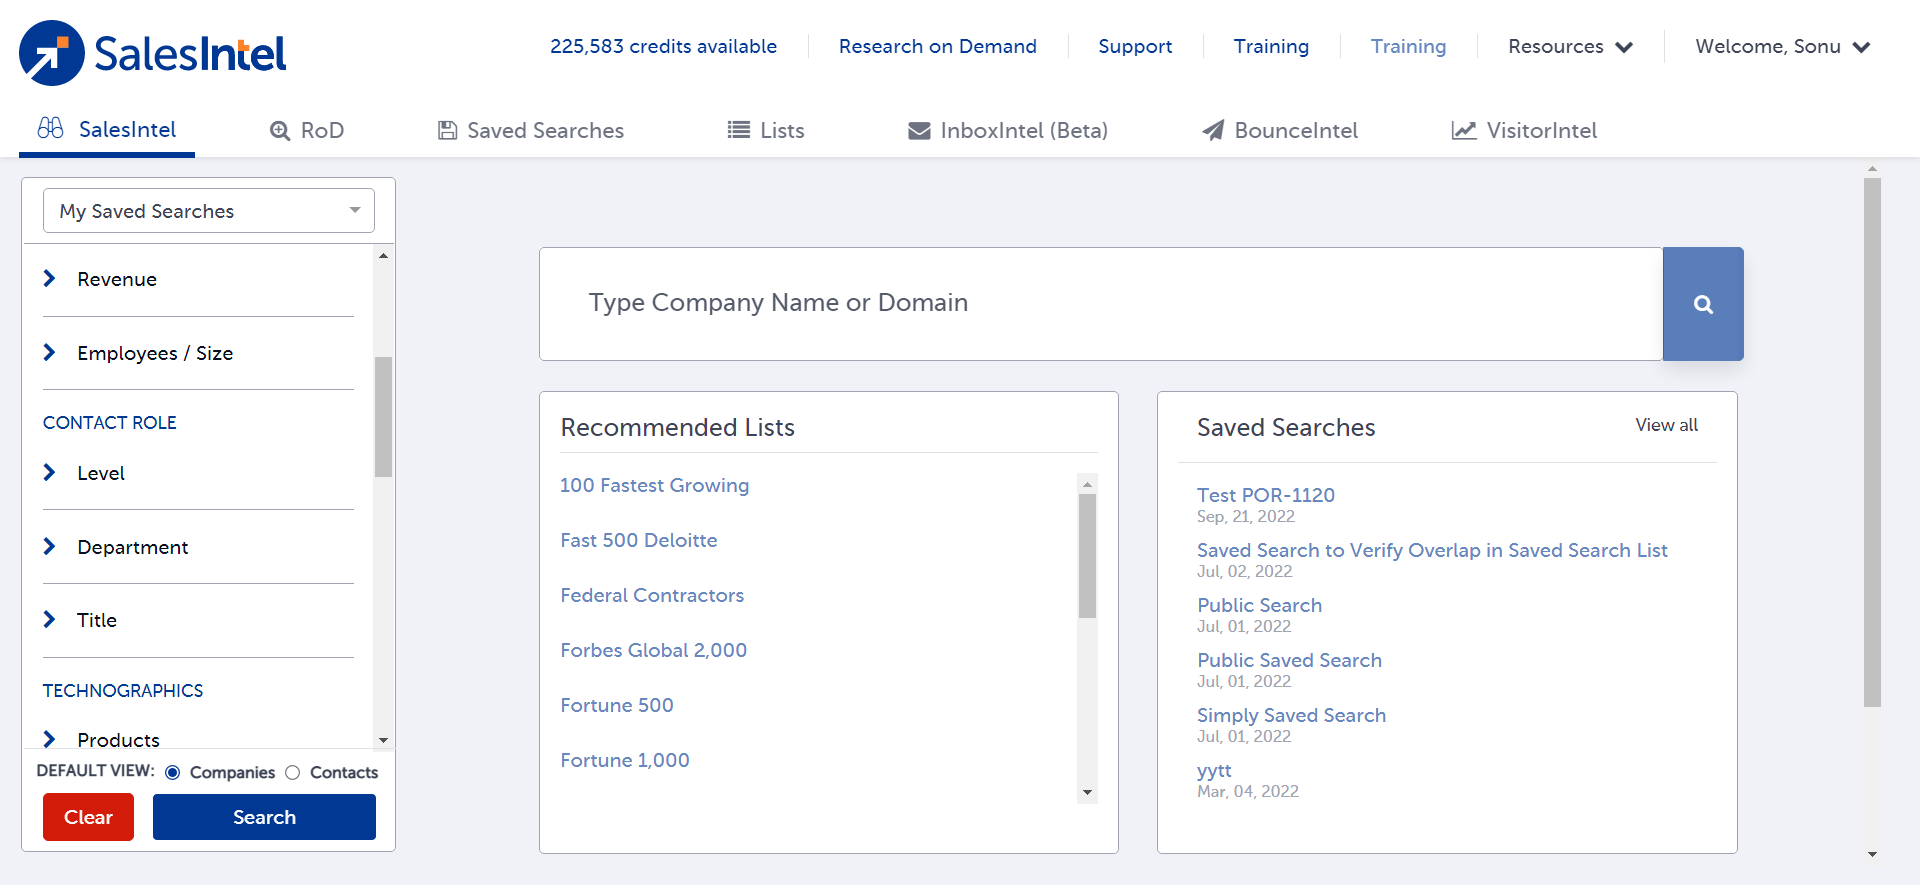 SalesIntel
225,583 credits available
Research on Demand
Support
Training
Training
Resources
Welcome, Sonu
SalesIntel
RoD
Saved Searches
Lists
InboxIntel (Beta)
BounceIntel
VisitorIntel
My Saved Searches
Revenue
Employees / Size
CONTACT ROLE
Level
Department
Title
TECHNOGRAPHICS
Products
DEFAULT VIEW: Companies Contacts
Clear
Search
Type Company Name or Domain
Recommended Lists
100 Fastest Growing
Fast 500 Deloitte
Federal Contractors
Forbes Global 2,000
Fortune 500
Fortune 1,000
Saved Searches
View all
Test POR-1120
Sep, 21, 2022
Saved Search to Verify Overlap in Saved Search List
Jul, 02, 2022
Public Search
Jul, 01, 2022
Public Saved Search
Jul, 01, 2022
Simply Saved Search
Jul, 01, 2022
yytt
Mar, 04, 2022